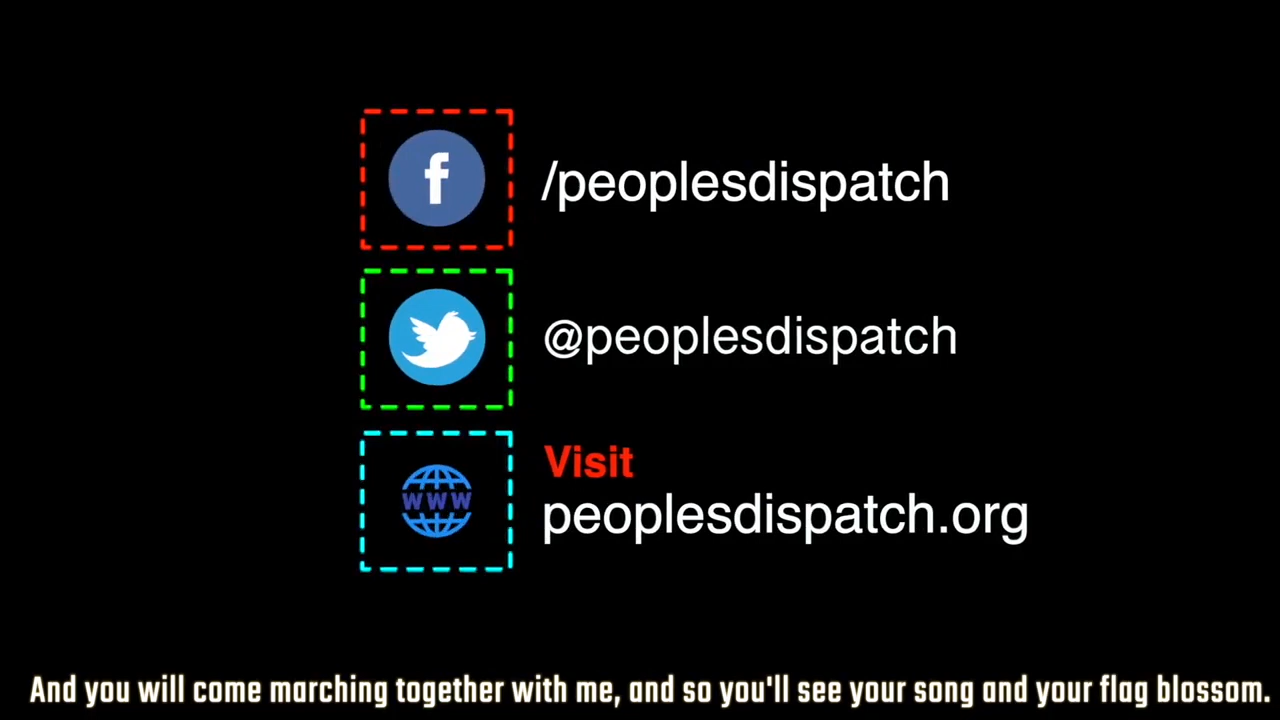 f
/peoplesdispatch
@peoplesdispatch
Visit
WWW
peoplesdispatch.org
And you will come marching together with me, and so you'll see your song and your flag blossom.